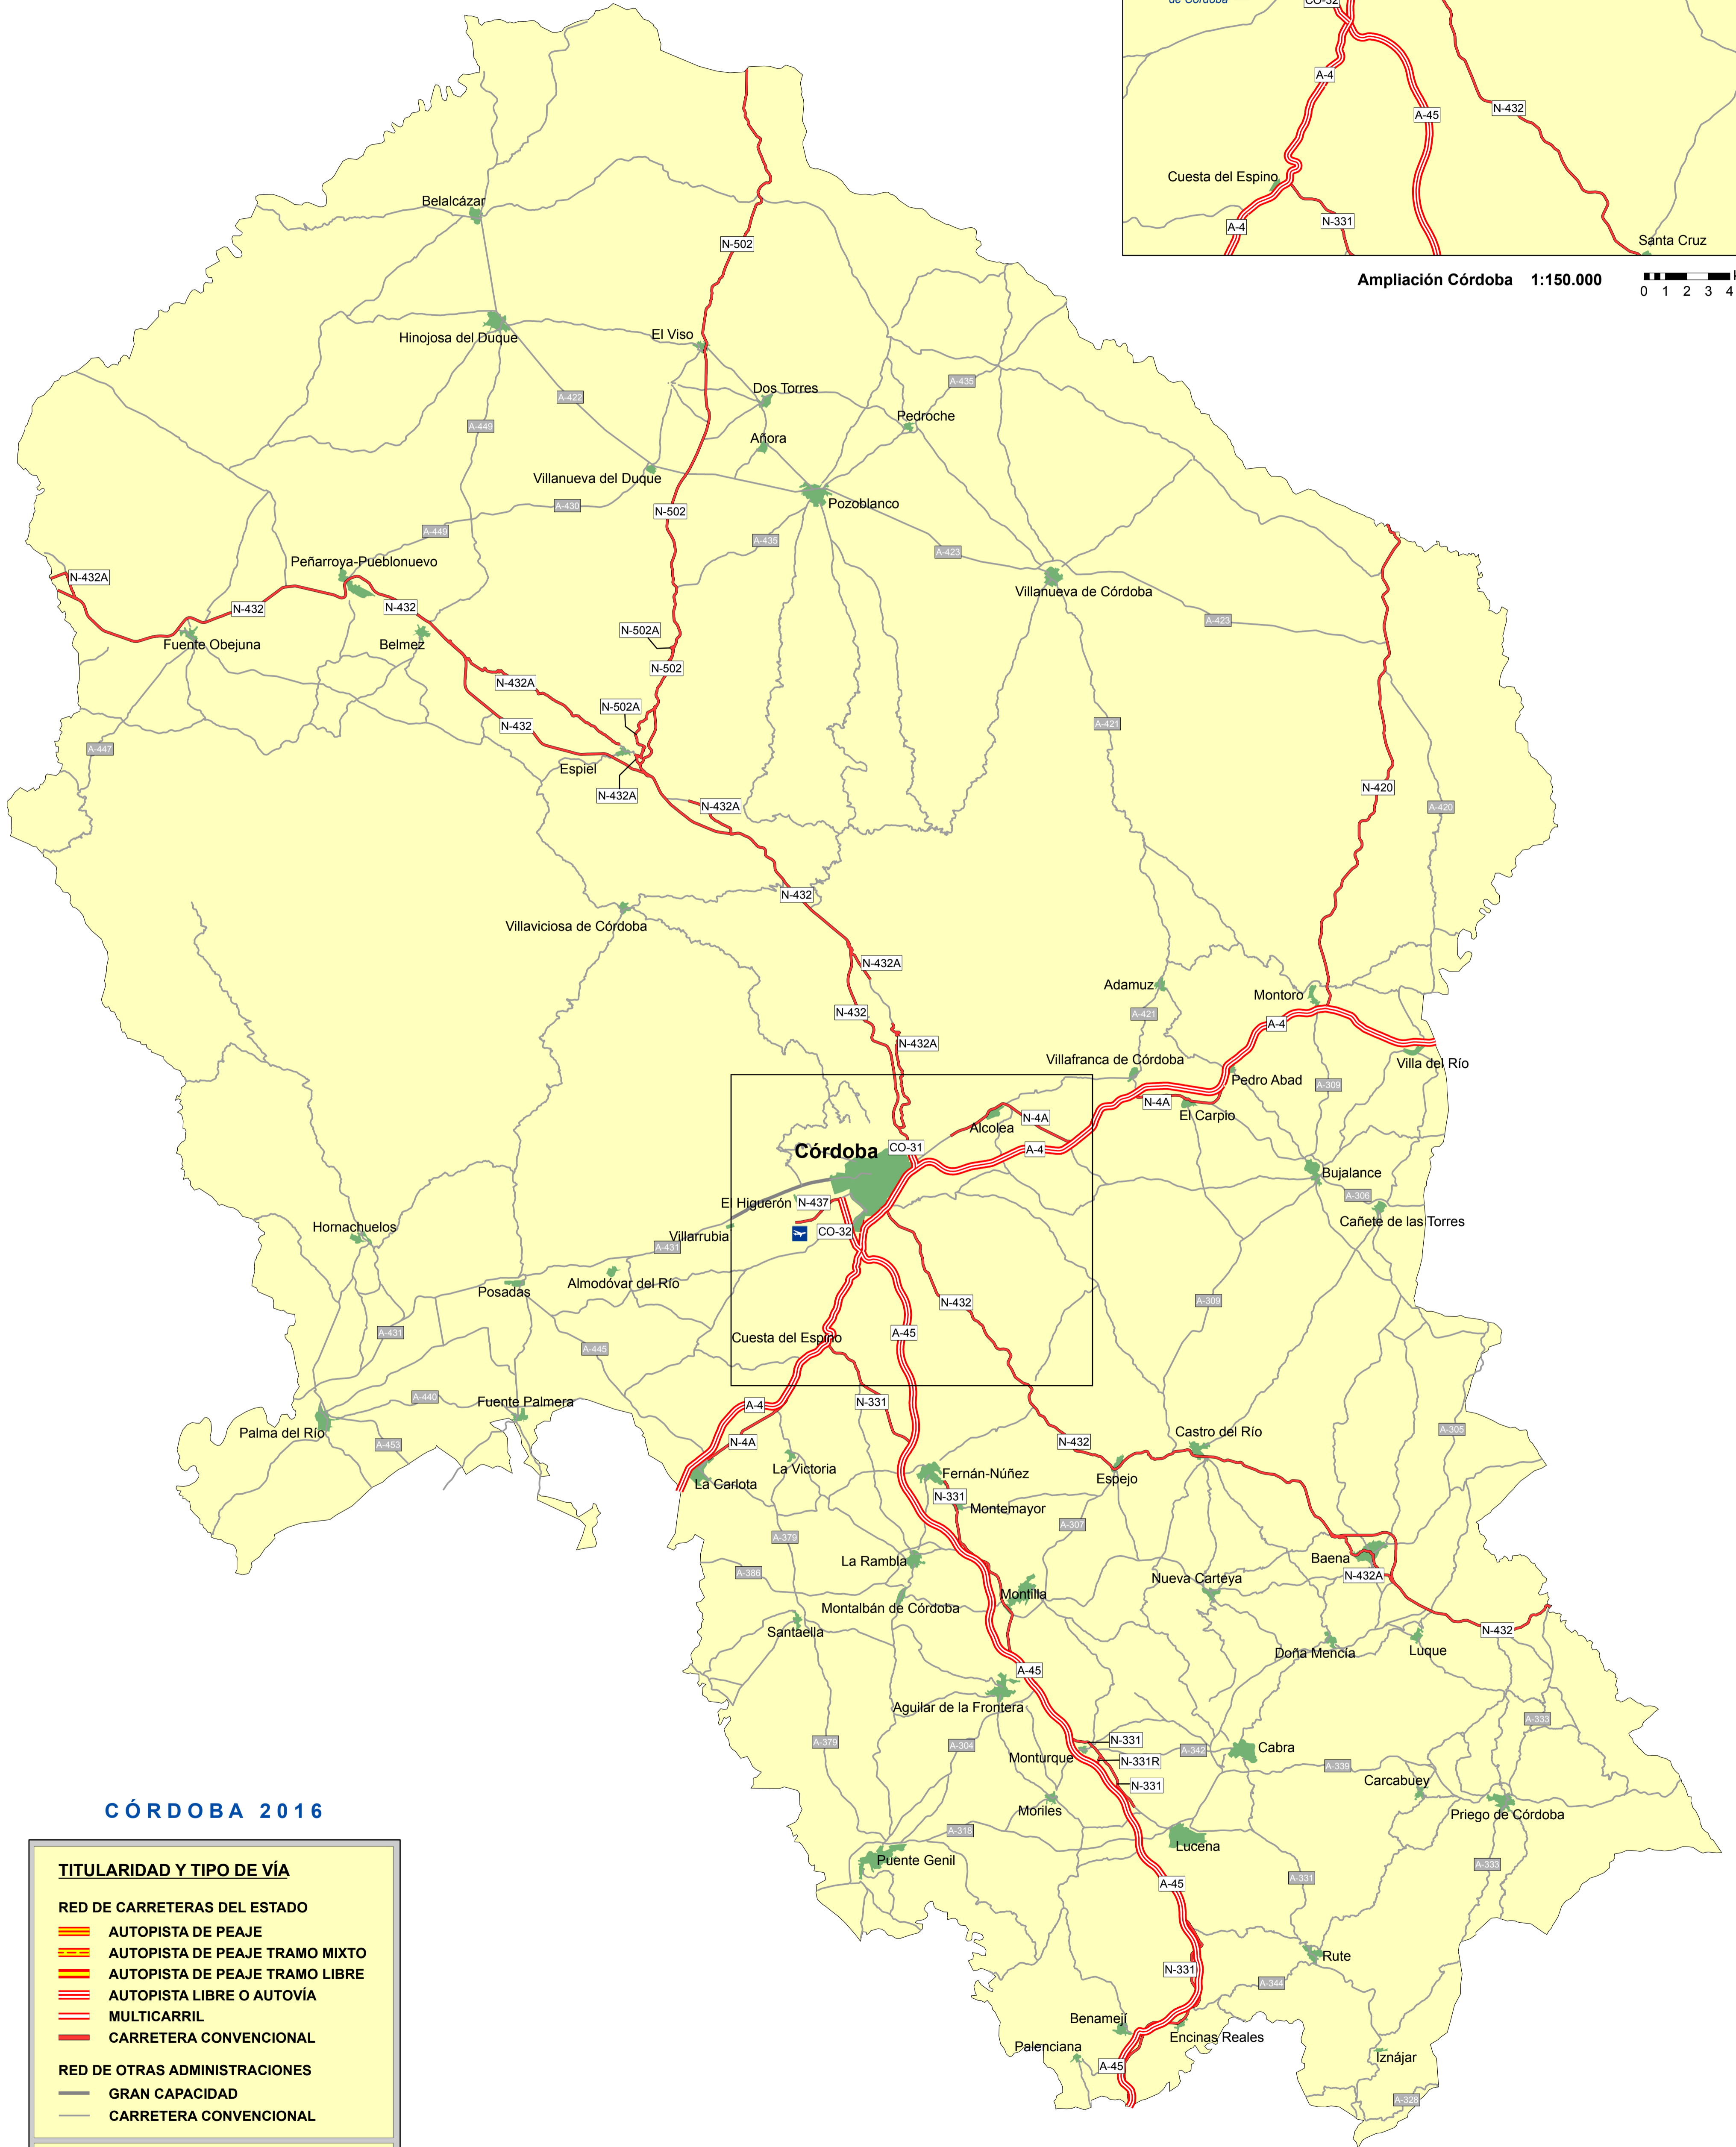 de Córdoba
CO-32
A-4
A-45
N-432
Cuesta del Espino
N-331
A-4
Santa Cruz
Ampliación Córdoba 1:150.000
0 1 2 3 4
Belalcázar
N-502
Hinojosa del Duque
El Viso
A-435
A-422
Dos Torres
Pedroche
A-449
Añora
Villanueva del Duque
A-430
N-502
Pozoblanco
A-449
A-435
A-423
Peñarroya-Pueblonuevo
N-432A
N-432
N-432
Villanueva de Córdoba
A-423
Fuente Obejuna
Belmez
N-502A
N-502
N-432A
N-502A
N-432
A-421
A-447
Espiel
N-432A
N-432A
N-420
A-420
N-432
Villaviciosa de Córdoba
N-432A
Adamuz
Montoro
N-432
A-421
A-4
N-432A
Villafranca de Córdoba
Villa del Río
Pedro Abad
A-309
N-4A
El Carpio
N-4A
Alcolea
Córdoba
CO-31
A-4
Bujalance
A-306
E Higuerón
N-437
Cañete de las Torres
Hornachuelos
Villarrubia
CO-32
A-431
Almodóvar del Río
Posadas
N-432
A-309
A-431
Cuesta del Espino
A-45
A-445
A-440
Fuente Palmera
A-4
N-331
Palma del Río
A-453
N-4A
N-432
Castro del Río
A-305
La Carlota
La Victoria
Fernán-Núñez
Espejo
N-331
Montemayor
A-379
A-307
La Rambla
Baena
A-386
N-432A
Nueva Carteya
Montilla
Montalbán de Córdoba
Santaella
N-432
Doña Mencía
Luque
A-45
Aguilar de la Frontera
A-333
A-379
A-304
N-331
Monturque
A-342
Cabra
N-331R
A-339
N-331
Carcabuey
Moriles
Priego de Córdoba
A-318
Lucena
Puente Genil
A-333
A-331
A-45
Rute
N-331
A-344
Benamejí
Encinas Reales
Palenciana
A-45
Iznájar
A-328
CÓRDOBA 2016
TITULARIDAD Y TIPO DE VÍA
RED DE CARRETERAS DEL ESTADO
AUTOPISTA DE PEAJE
AUTOPISTA DE PEAJE TRAMO MIXTO
AUTOPISTA DE PEAJE TRAMO LIBRE
AUTOPISTA LIBRE O AUTOVÍA
MULTICARRIL
CARRETERA CONVENCIONAL
RED DE OTRAS ADMINISTRACIONES
GRAN CAPACIDAD
CARRETERA CONVENCIONAL